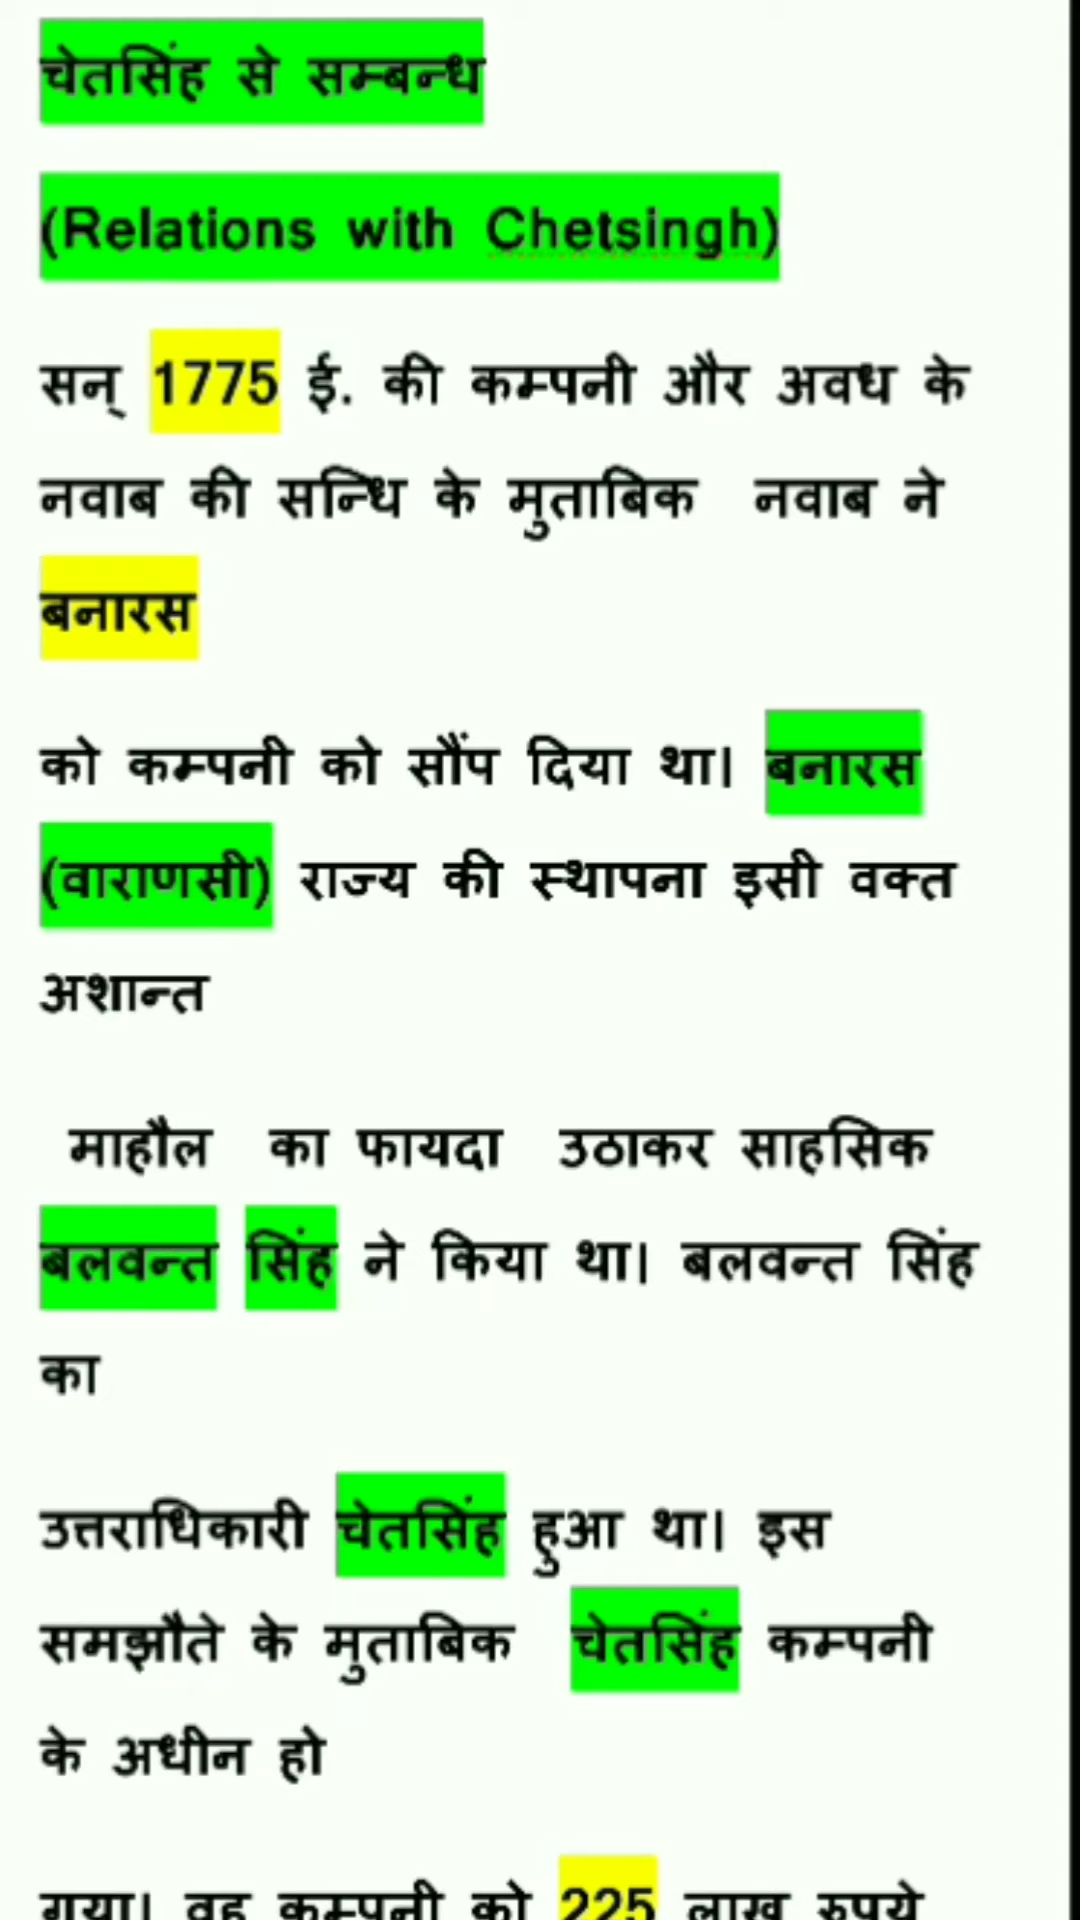 चेतसिंह से सम्बन्ध
(Relations with Chetsingh)
सन् 1775 ई. की कम्पनी और अवध के
नवाब की सन्धि के मुताबिक नवाब ने
बनारस
को कम्पनी को सौंप दिया था। बनारस
(वाराणसी) राज्य की स्थापना इसी वक्त
अशान्त
माहौल का फायदा उठाकर साहसिक
बलवन्त सिंह ने किया था। बलवन्त सिंह
का
उत्तराधिकारी चेतसिंह हुआ था। इस
समझौते के मुताबिक चेतसिंह कम्पनी
के अधीन हो
गया। वह कम्पनी को 225 लाख रुपये